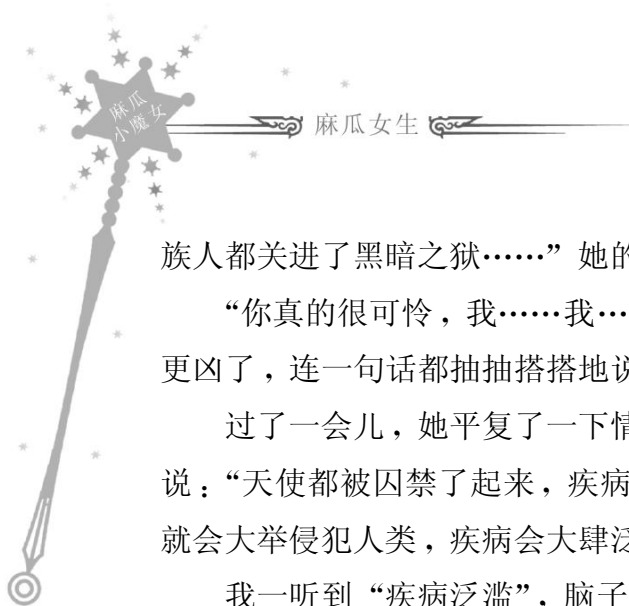 麻瓜
小魔女
麻瓜女生
族人都关进了黑暗之狱……”她的
“你真的很可怜，我……我…
更凶了，连一句话都抽抽搭搭地说
过了一会儿，她平复了一下情
说：“天使都被囚禁了起来，疾病
就会大举侵犯人类，疾病会大肆泛
我一听到“疾病泛滥”，脑子